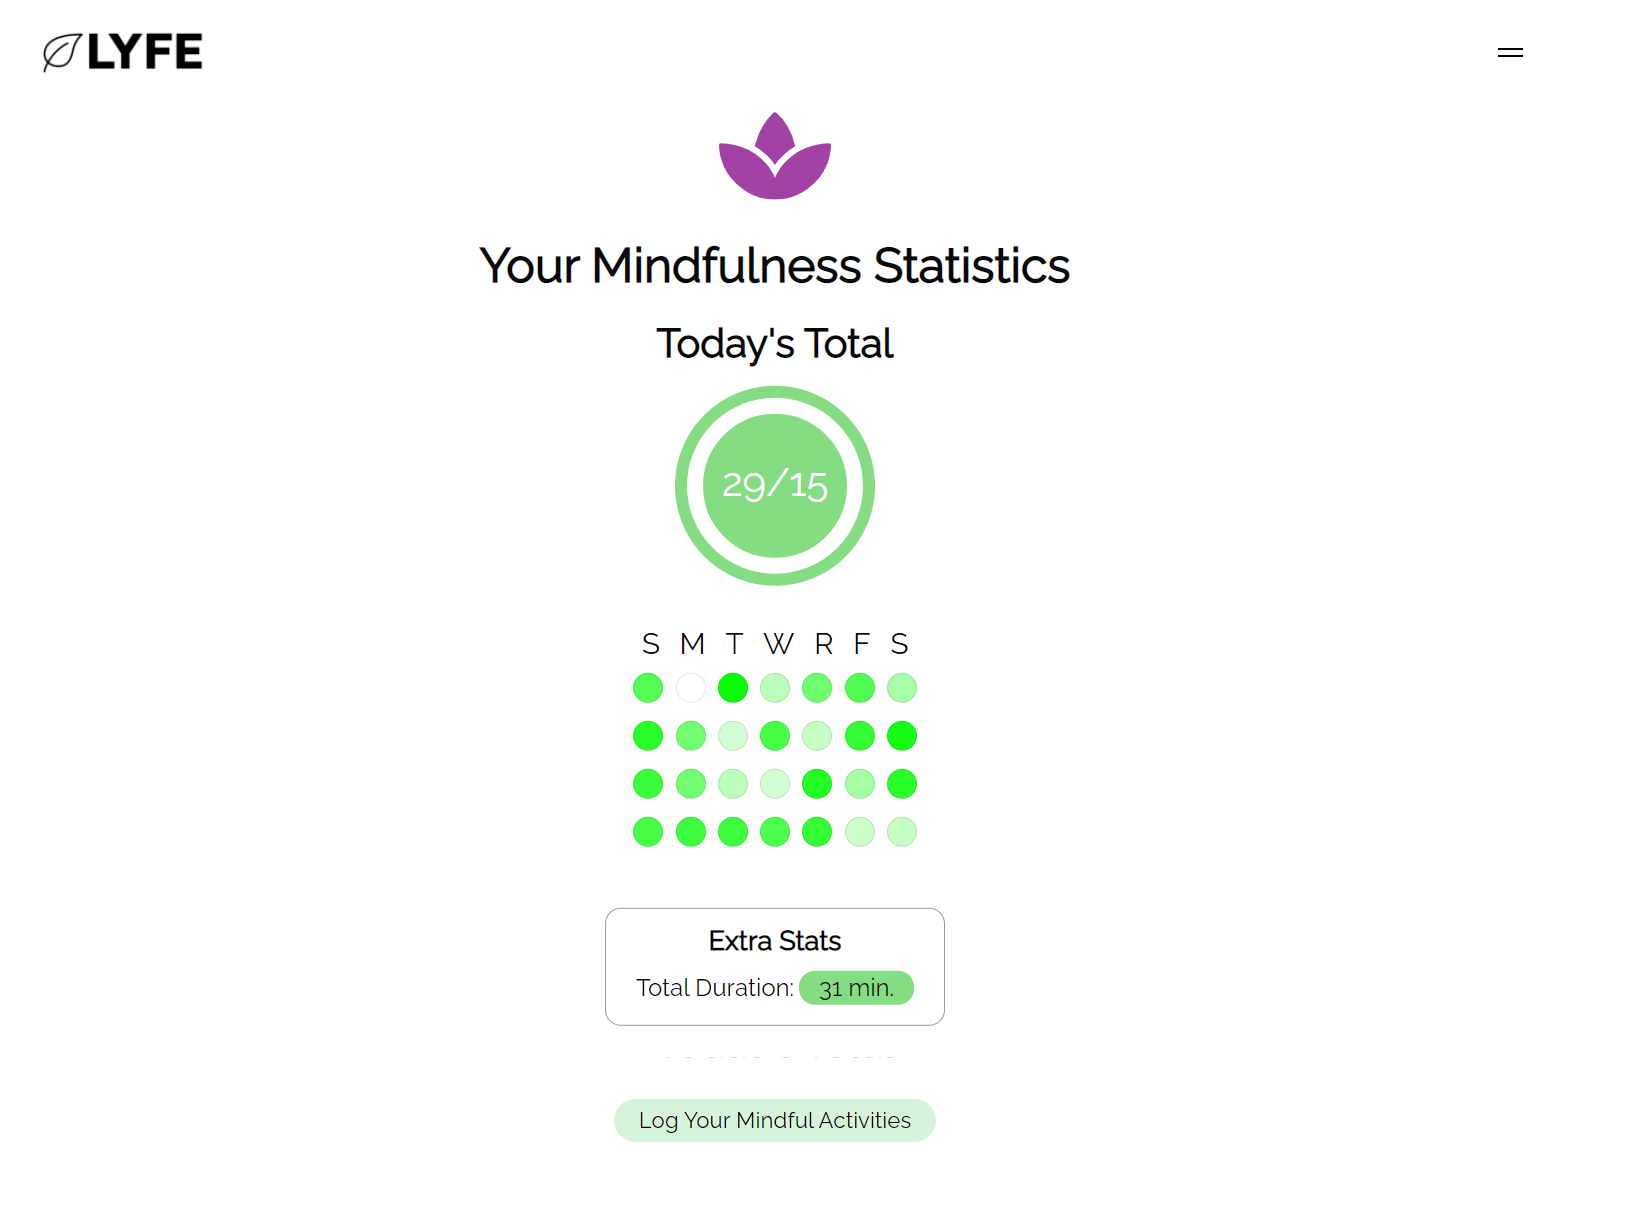 LYFE
Your Mindfulness Statistics
Today's Total
29/15
S M T W R F S
Extra Stats
Total Duration: 31 min.
Log Your Mindful Activities